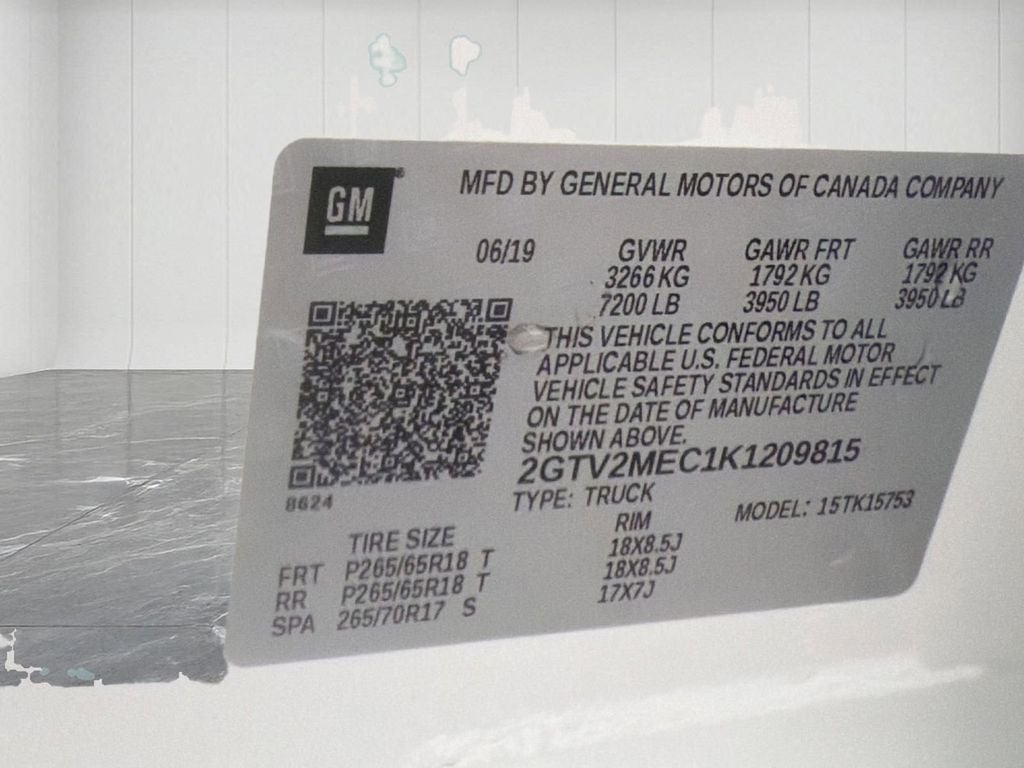 GM®
MFD BY GENERAL MOTORS OF CANADA COMPANY
06/19 GVWR GAWR FRT GAWR RR
3266 KG 1792 KG 1792 KG
7200 LB 3950 LB 3950 LB
THIS VEHICLE CONFORMS TO ALL
APPLICABLE U.S. FEDERAL MOTOR
VEHICLE SAFETY STANDARDS IN EFFECT
ON THE DATE OF MANUFACTURE
SHOWN ABOVE.
2GTV2MEC1K1209815
8624
TYPE: TRUCK MODEL: 15TK15753
TIRE SIZE RIM
FRT P265/65R18 T 18X8.5J
RR P265/65R18 T 18X8.5J
SPA 265/70R17 S 17X7J